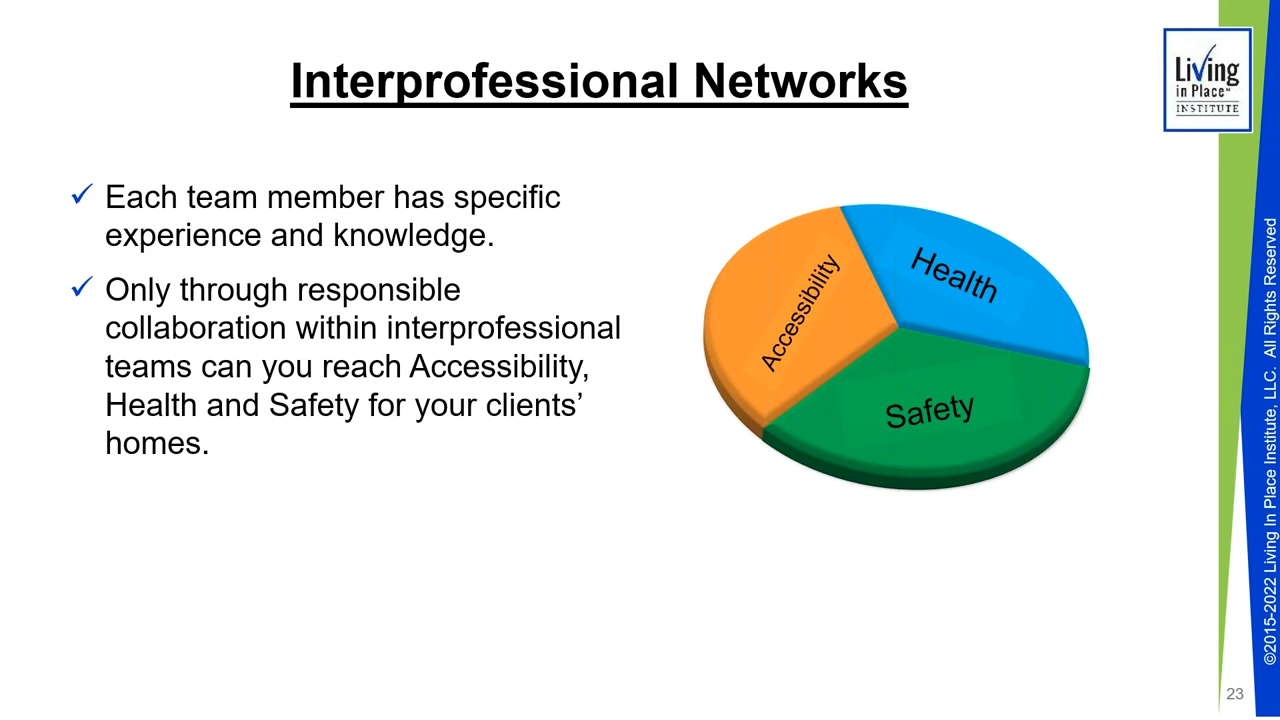 Interprofessional Networks
Living
in Place℠
INSTITUTE
Each team member has specific
experience and knowledge.
Only through responsible
collaboration within interprofessional
teams can you reach Accessibility,
Health and Safety for your clients’
homes.
Accessibility
Health
Safety
©2015-2022 Living In Place Institute, LLC. All Rights Reserved
23